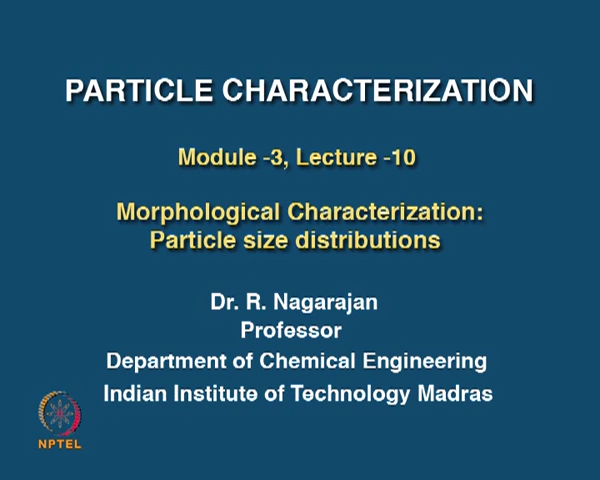 PARTICLE CHARACTERIZATION
Module -3, Lecture -10
Morphological Characterization:
Particle size distributions
Dr. R. Nagarajan
Professor
Department of Chemical Engineering
Indian Institute of Technology Madras
NPTEL